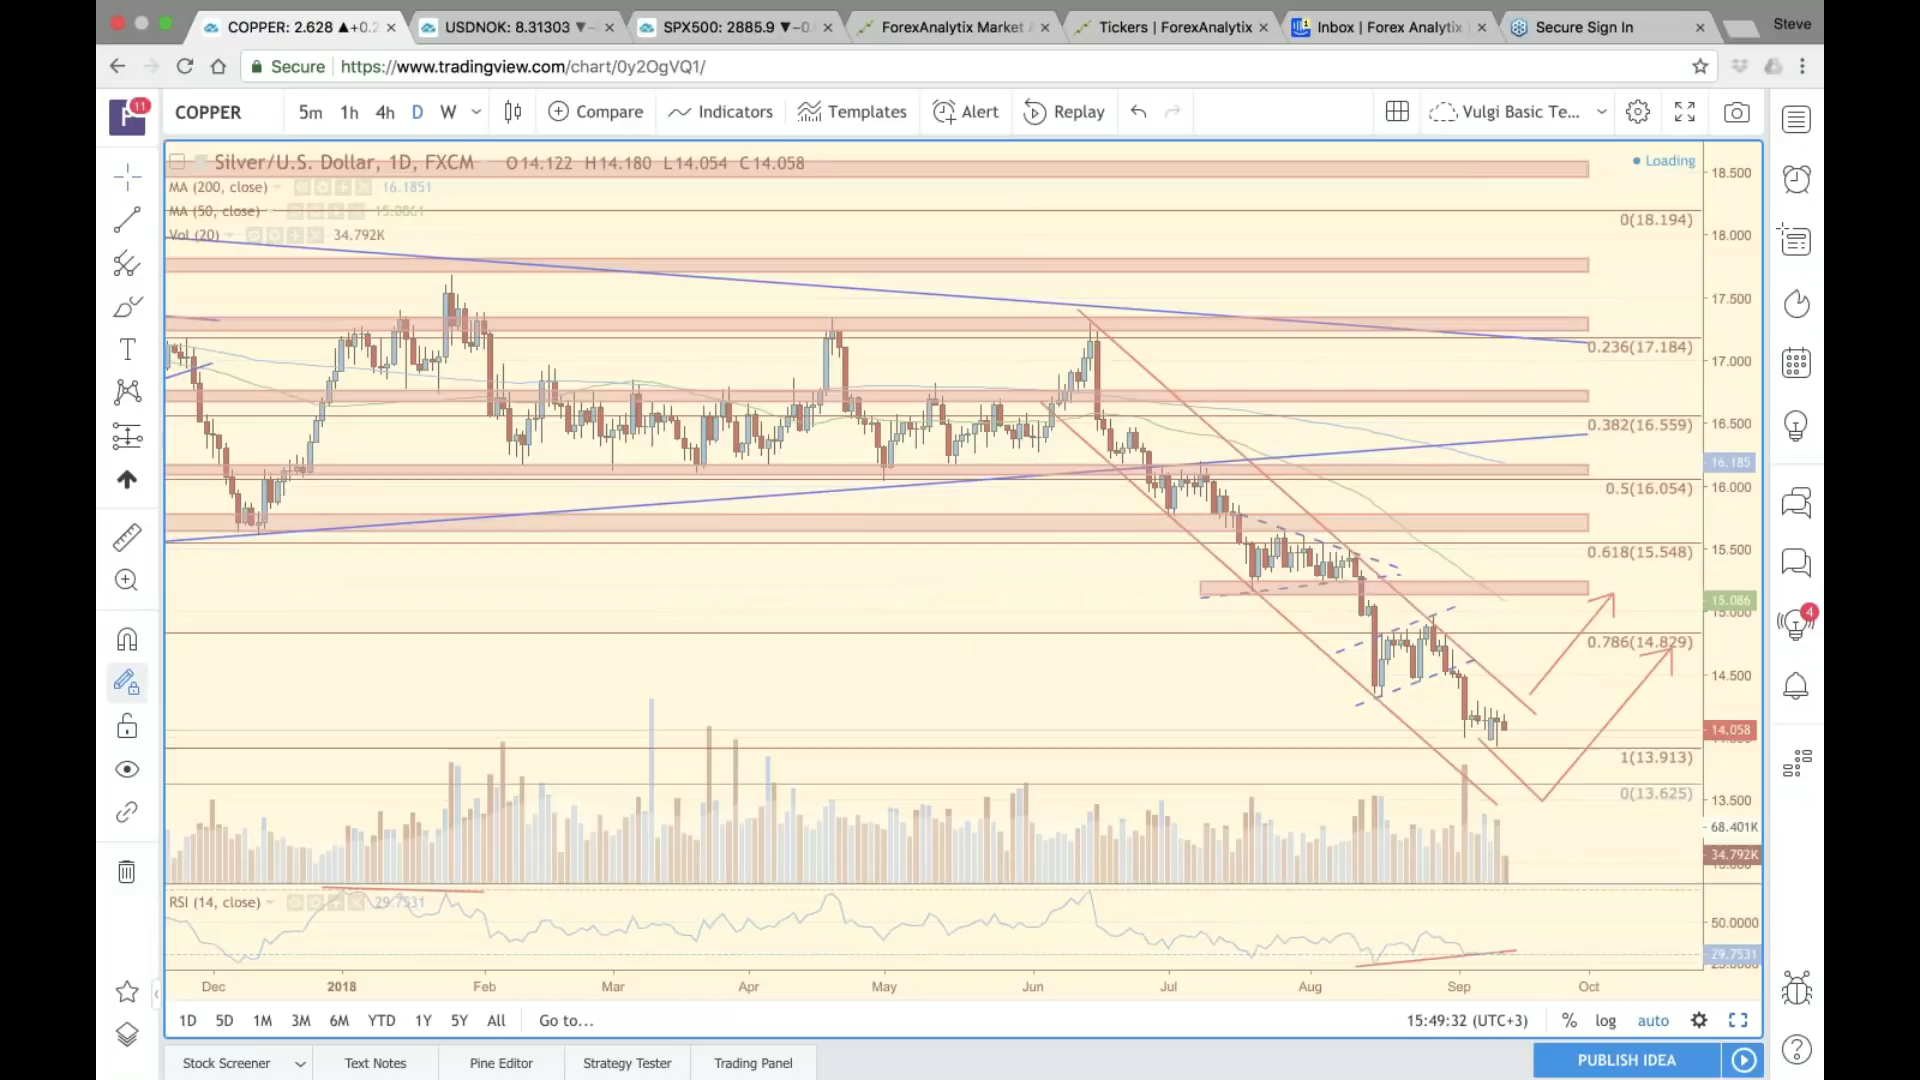 COPPER: 2.628 ▲+0.2
USDNOK: 8.31303 ▼−
SPX500: 2885.9 ▼−0.
ForexAnalytix Market
Tickers | ForexAnalytix
Inbox | Forex Analytix
Secure Sign In
Steve
Secure
https://www.tradingview.com/chart/0y2OgVQ1/
11
COPPER 5m 1h 4h D W Compare Indicators Templates Alert Replay Vulgi Basic Te...
Silver/U.S. Dollar, 1D, FXCM O14.122 H14.180 L14.054 C14.058
Loading
MA (200, close) 16.1851
MA (50, close) 15.0861
Vol (20) 34.792K
18.500
0(18.194)
18.000
17.500
0.236(17.184)
17.000
0.382(16.559)
16.500
16.185
0.5(16.054)
16.000
0.618(15.548)
15.500
15.086
15.000
0.786(14.829)
14.500
14.058
1(13.913)
0(13.625)
13.500
68.401K
34.792K
RSI (14, close) 29.7531
50.0000
29.7531
4
Dec 2018 Feb Mar Apr May Jun Jul Aug Sep Oct
1D 5D 1M 3M 6M YTD 1Y 5Y All Go to... 15:49:32 (UTC+3) % log auto
Stock Screener Text Notes Pine Editor Strategy Tester Trading Panel PUBLISH IDEA